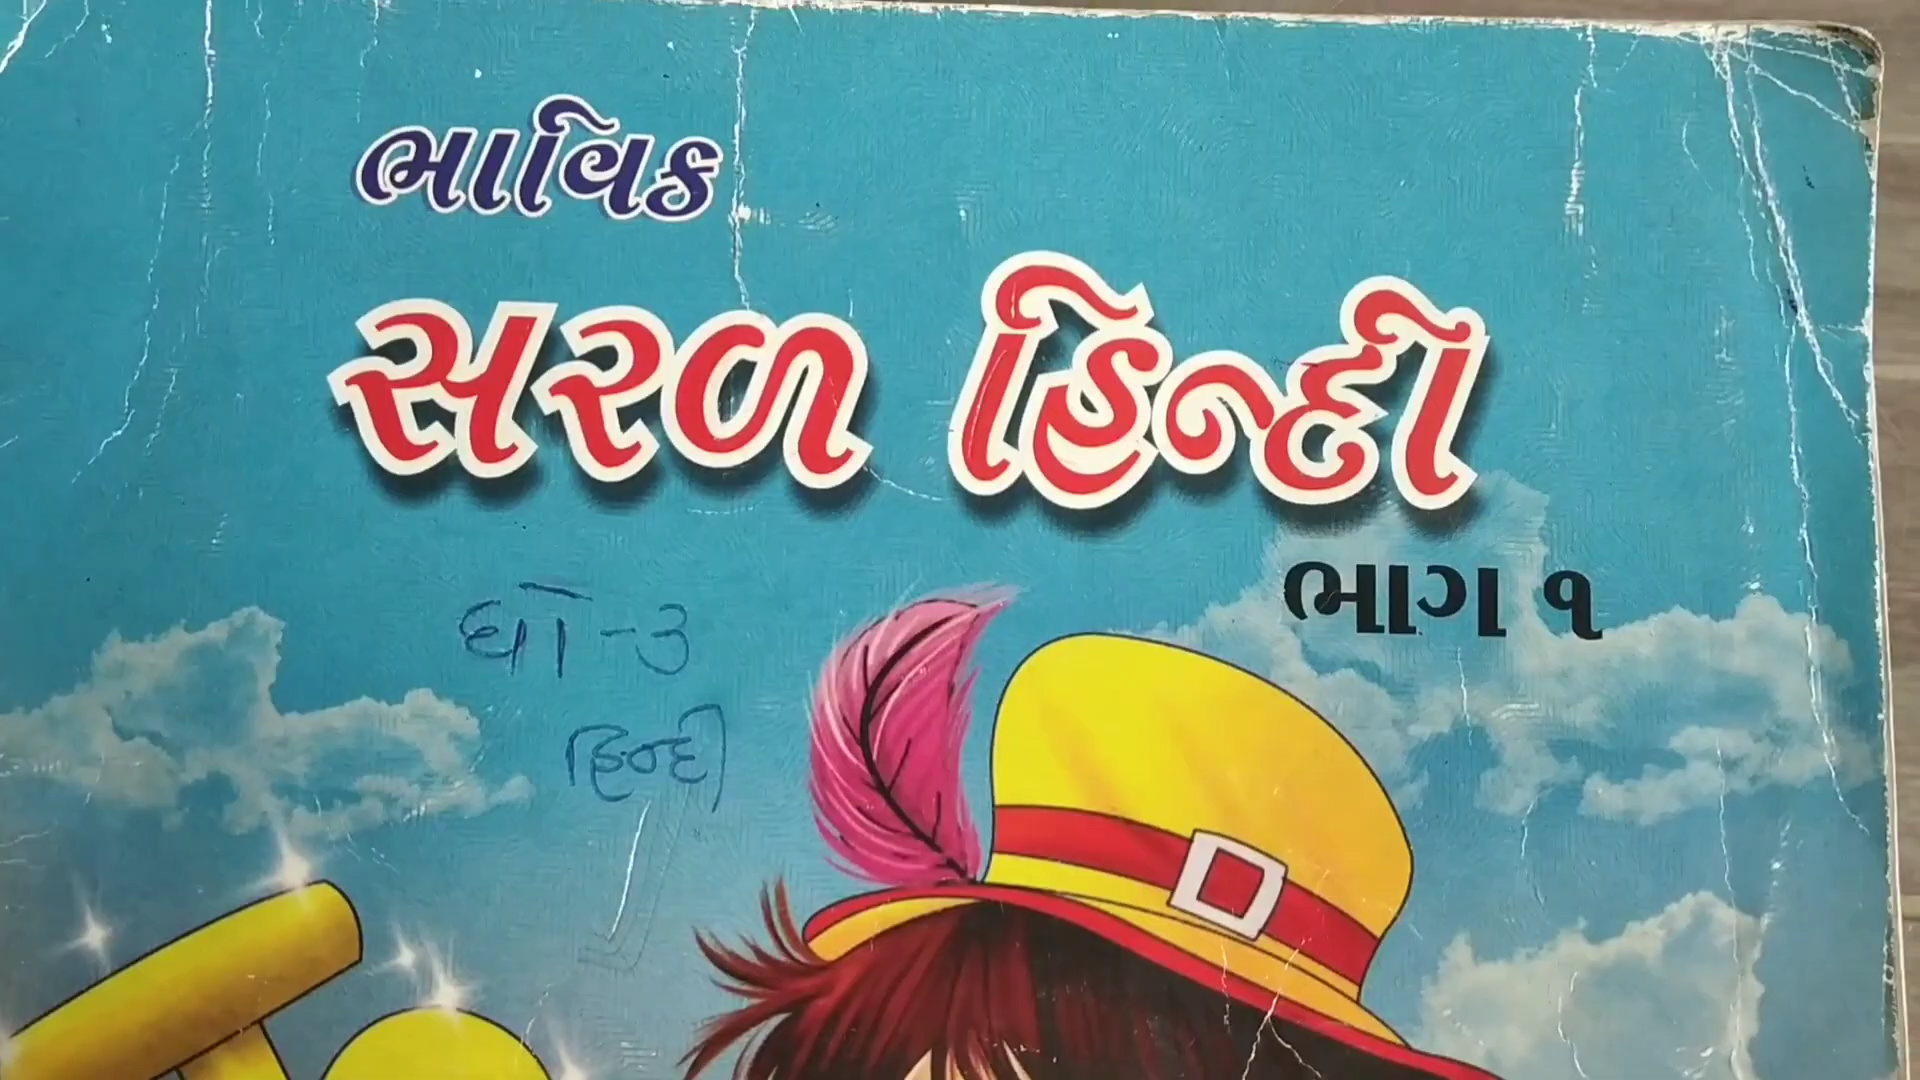 ભાવિક
સરળ હિન્દી
ભાગ ૧
ધો-૩
હિન્દી